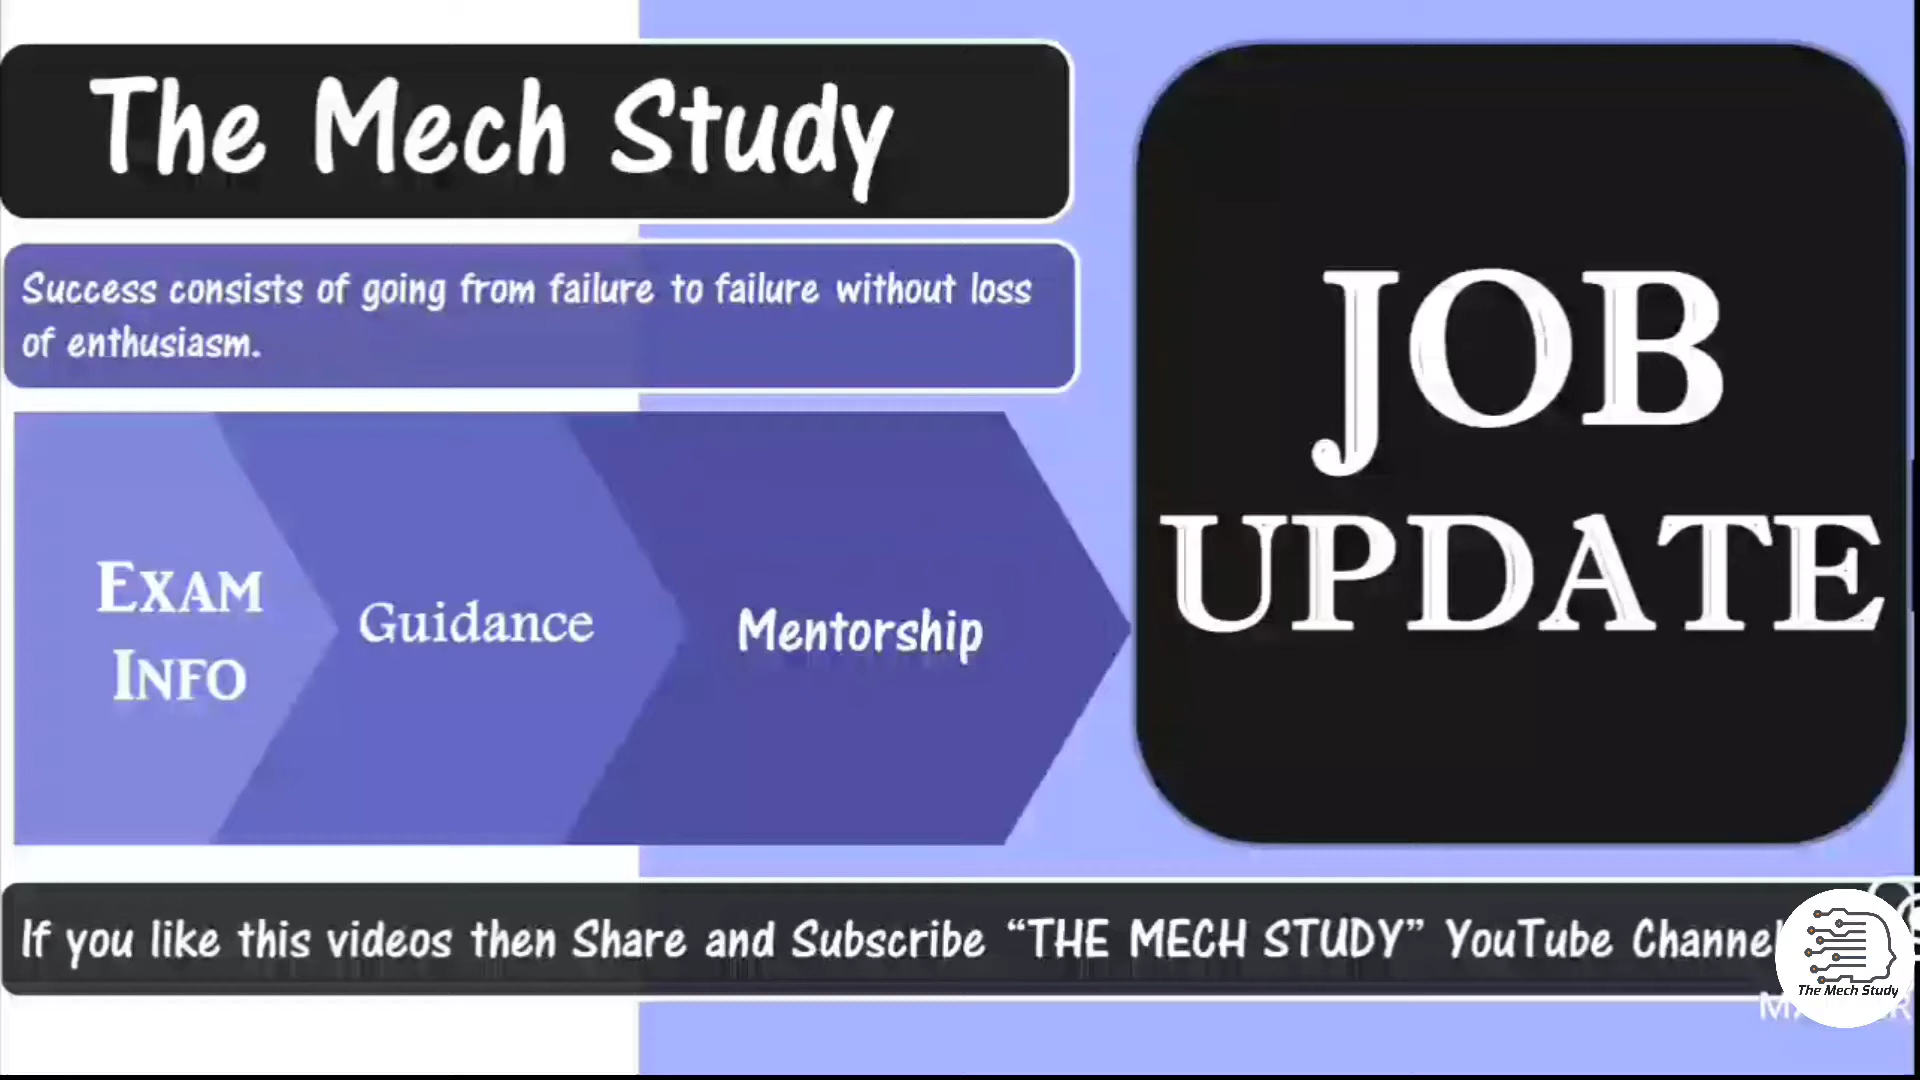 The Mech Study
Success consists of going from failure to failure without loss
of enthusiasm.
EXAM
INFO
Guidance
Mentorship
JOB
UPDATE
If you like this videos then Share and Subscribe “THE MECH STUDY” YouTube Channel
The Mech Study